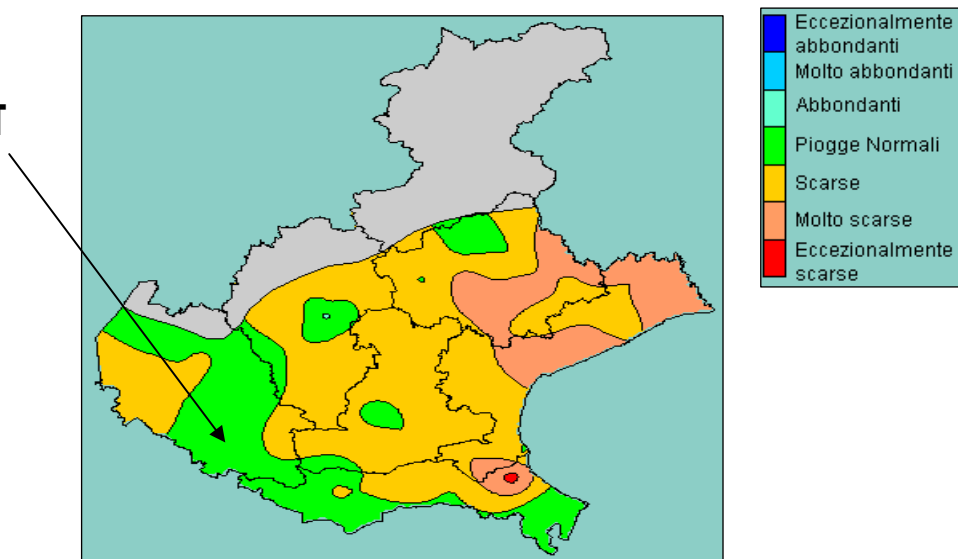 T
Eccezionalmente
abbondanti
Molto abbondanti
Abbondanti
Piogge Normali
Scarse
Molto scarse
Eccezionalmente
scarse